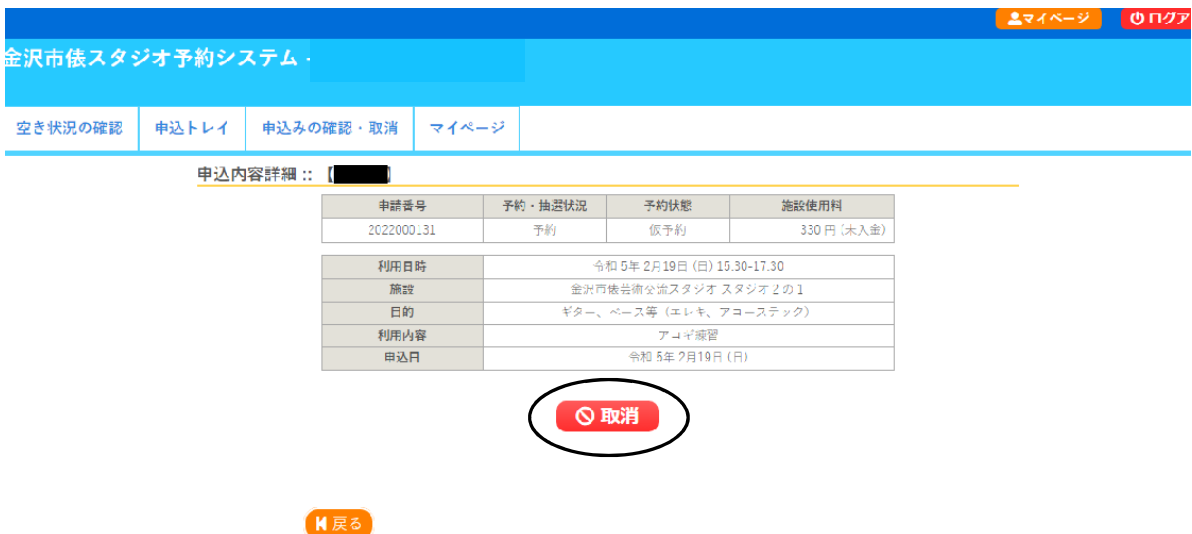 マイページ ログア
金沢市俵スタジオ予約システム -
空き状況の確認 申込トレイ 申込みの確認・取消 マイページ
申込内容詳細 :: 【 】
申請番号 予約・抽選状況 予約状態 施設使用料
2022000131 予約 仮予約 330 円 (未入金)
利用日時 令和 5年 2月19日 (日) 15:30-17:30
施設 金沢市俵芸術交流スタジオ スタジオ２の１
目的 ギター、ベース等（エレキ、アコースティック）
利用内容 アコギ練習
申込日 令和 5年 2月19日 (日)
取消
戻る